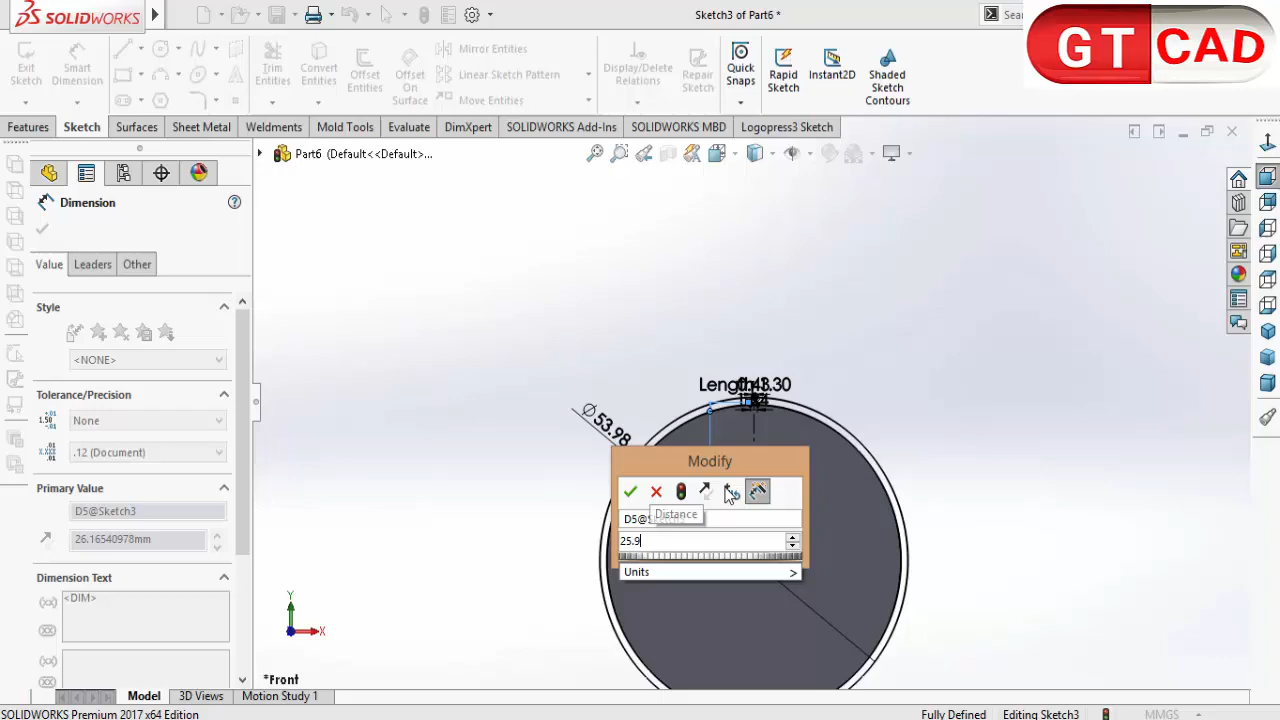 SOLIDWORKS
Sketch3 of Part6 *
Sear
GT CAD
Exit Sketch
Smart Dimension
Trim Entities
Convert Entities
Offset Entities
Offset On Surface
Mirror Entities
Linear Sketch Pattern
Move Entities
Display/Delete Relations
Repair Sketch
Quick Snaps
Rapid Sketch
Instant2D
Shaded Sketch Contours
Features Sketch Surfaces Sheet Metal Weldments Mold Tools Evaluate DimXpert SOLIDWORKS Add-Ins SOLIDWORKS MBD Logopress3 Sketch
Part6 (Default<<Default>...
Dimension
Value Leaders Other
Style
<NONE>
Tolerance/Precision
None
.12 (Document)
Primary Value
D5@Sketch3
26.16540978mm
Dimension Text
<DIM>
∅53.98
Modify
Distance
25.9
Units >
Y
X
*Front
Model 3D Views Motion Study 1
SOLIDWORKS Premium 2017 x64 Edition
Fully Defined
Editing Sketch3
MMGS